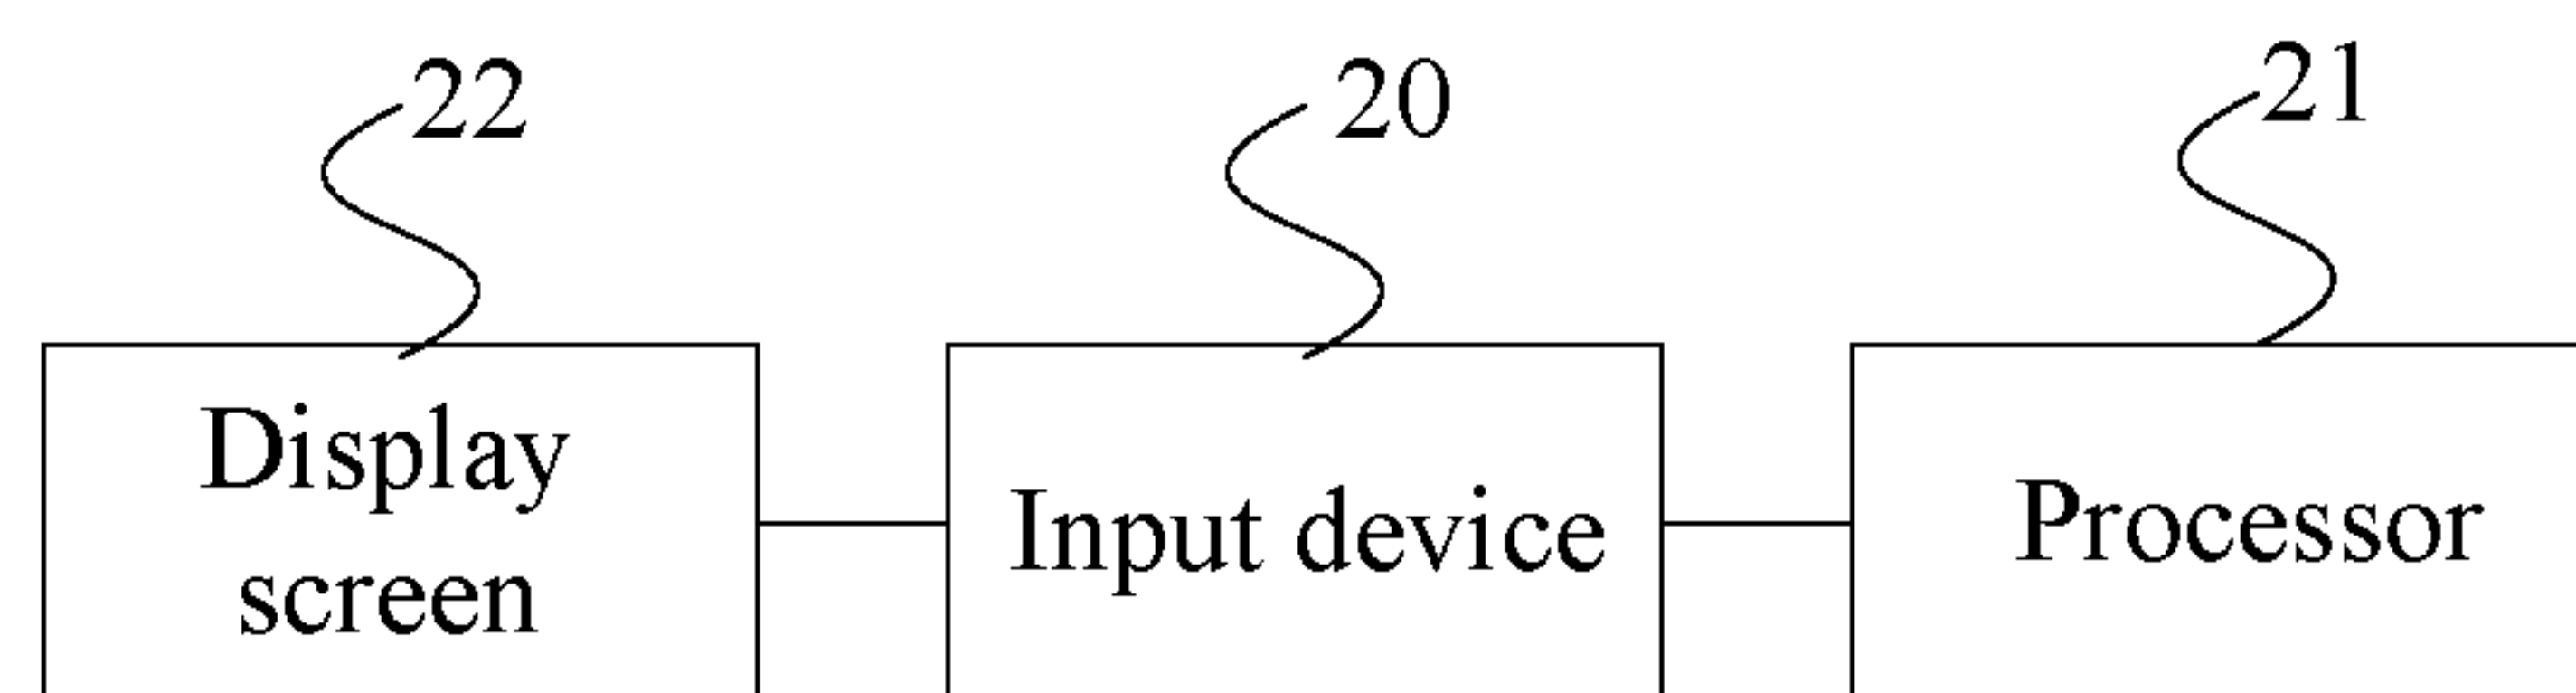 22
20
21
Display
screen
Input device
Processor